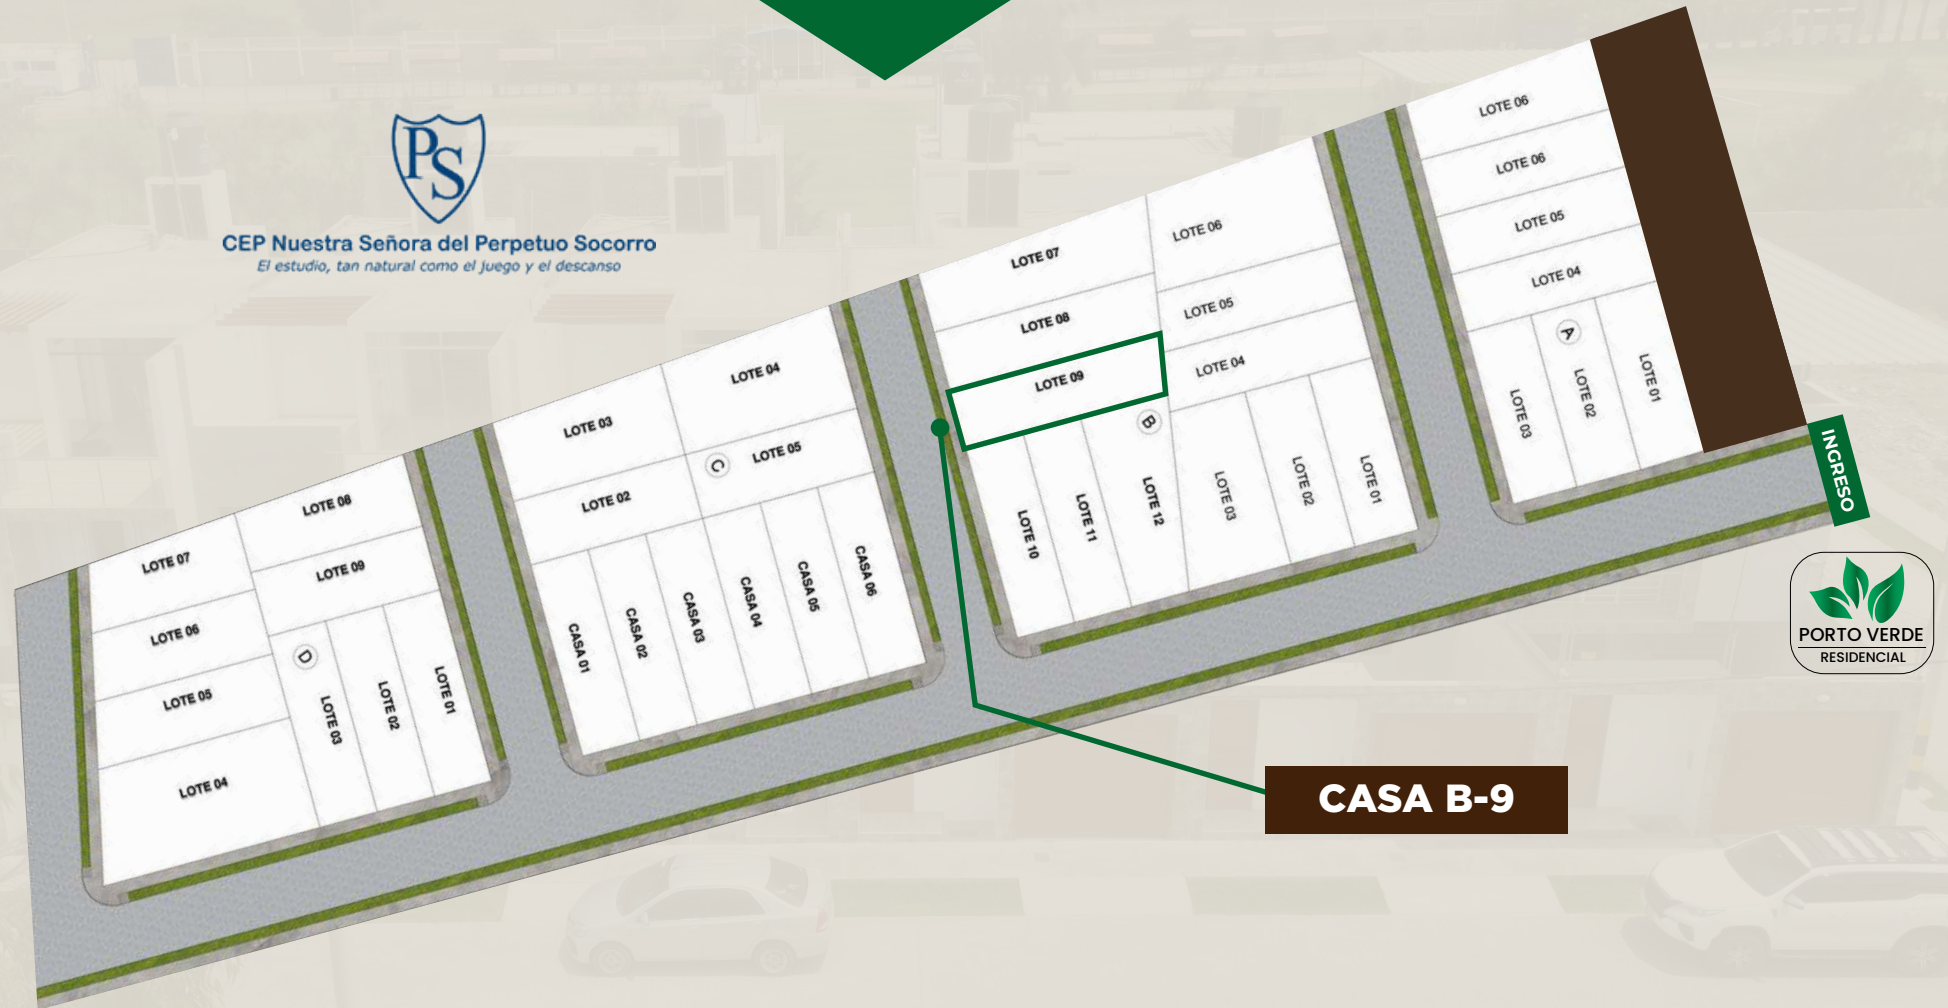 PS
CEP Nuestra Señora del Perpetuo Socorro
El estudio, tan natural como el juego y el descanso
LOTE 07
LOTE 06
LOTE 05
LOTE 04
LOTE 08
LOTE 09
D
LOTE 03
LOTE 02
LOTE 01
LOTE 03
LOTE 02
LOTE 04
C
LOTE 05
CASA 01
CASA 02
CASA 03
CASA 04
CASA 05
CASA 06
LOTE 07
LOTE 08
LOTE 09
B
LOTE 10
LOTE 11
LOTE 12
LOTE 06
LOTE 05
LOTE 04
LOTE 03
LOTE 02
LOTE 01
LOTE 06
LOTE 06
LOTE 05
LOTE 04
A
LOTE 03
LOTE 02
LOTE 01
INGRESO
PORTO VERDE
RESIDENCIAL
CASA B-9